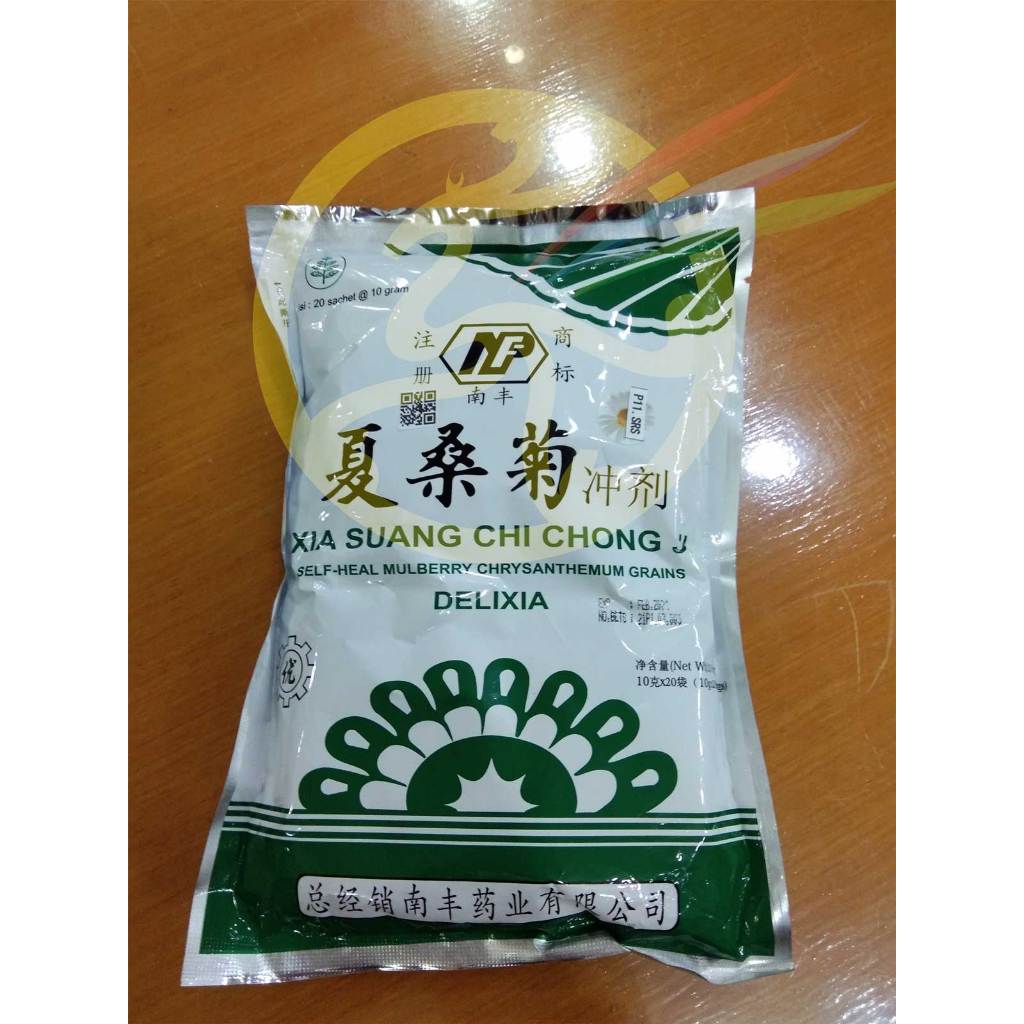 isi : 20 sachet @ 10 gram
注册
NF
商标
南丰
P11.SRS
夏桑菊冲剂
XIA SUANG CHI CHONG J
SELF-HEAL MULBERRY CHRYSANTHEMUM GRAINS
DELIXIA
净含量(Net
10克x20袋
优
总经销南丰药业有限公司